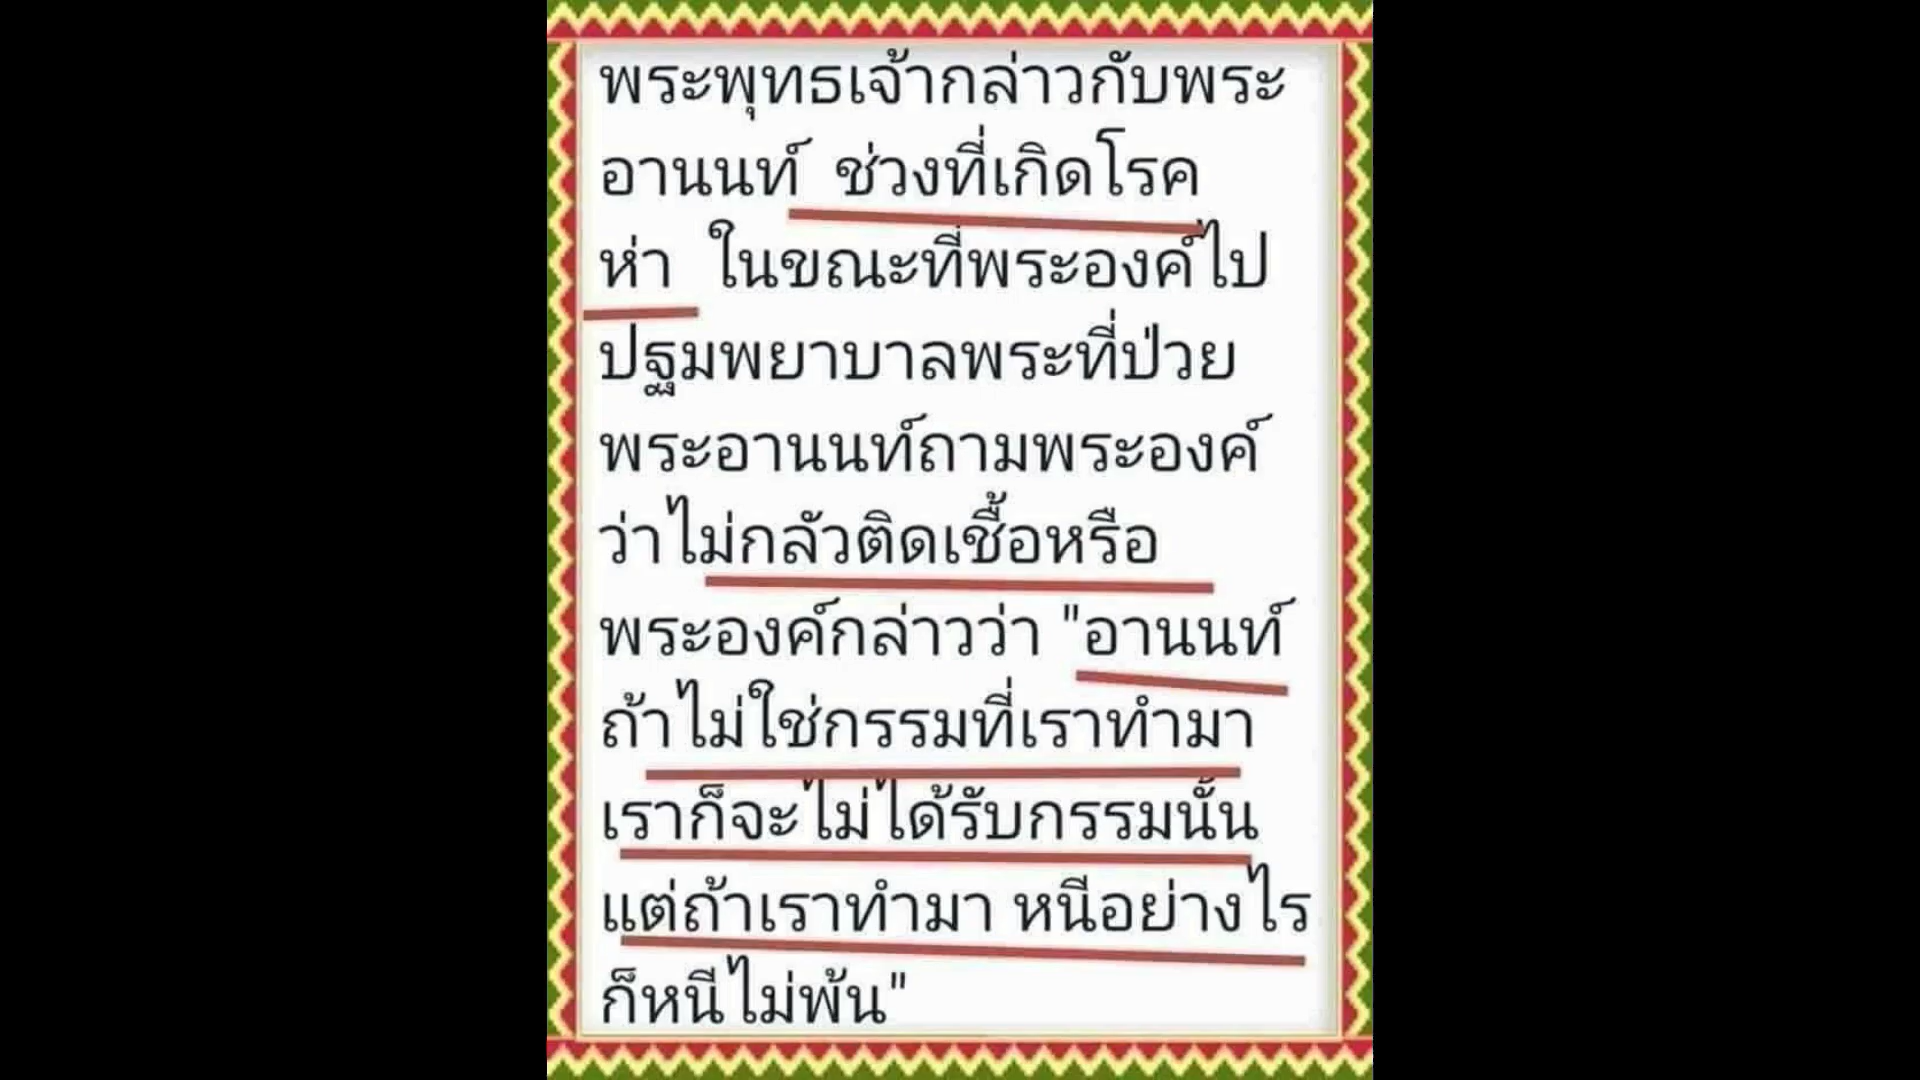 พระพุทธเจ้ากล่าวกับพระ
อานนท์ ช่วงที่เกิดโรค
ห่า ในขณะที่พระองค์ไป
ปฐมพยาบาลพระที่ป่วย
พระอานนท์ถามพระองค์
ว่าไม่กลัวติดเชื้อหรือ
พระองค์กล่าวว่า "อานนท์
ถ้าไม่ใช่กรรมที่เราทำมา
เราก็จะไม่ได้รับกรรมนั้น
แต่ถ้าเราทำมา หนีอย่างไร
ก็หนีไม่พ้น"